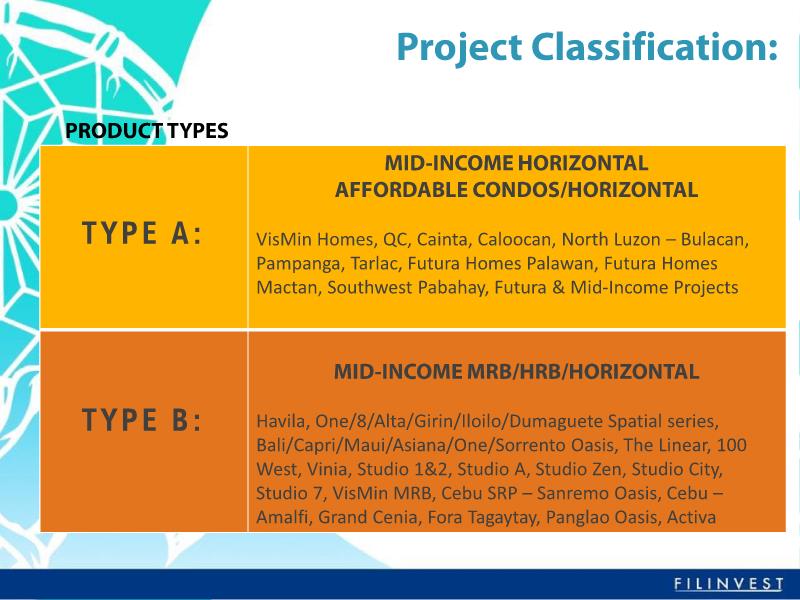 Project Classification:
PRODUCT TYPES
TYPE A:
MID-INCOME HORIZONTAL
AFFORDABLE CONDOS/HORIZONTAL
VisMin Homes, QC, Cainta, Caloocan, North Luzon – Bulacan,
Pampanga, Tarlac, Futura Homes Palawan, Futura Homes
Mactan, Southwest Pabahay, Futura & Mid-Income Projects
TYPE B:
MID-INCOME MRB/HRB/HORIZONTAL
Havila, One/8/Alta/Girin/Iloilo/Dumaguete Spatial series,
Bali/Capri/Maui/Asiana/One/Sorrento Oasis, The Linear, 100
West, Vinia, Studio 1&2, Studio A, Studio Zen, Studio City,
Studio 7, VisMin MRB, Cebu SRP – Sanremo Oasis, Cebu –
Amalfi, Grand Cenia, Fora Tagaytay, Panglao Oasis, Activa
FILINVEST